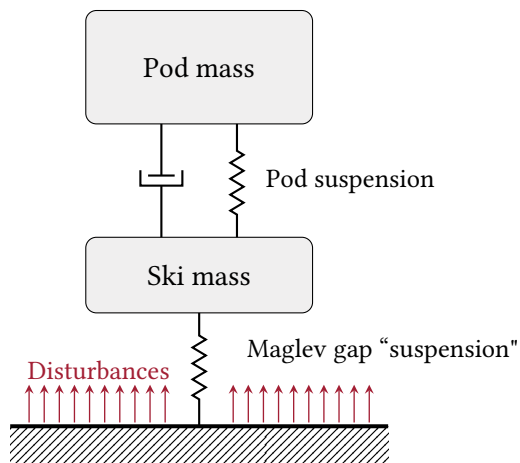 Pod mass
Pod suspension
Ski mass
Maglev gap “suspension"
Disturbances